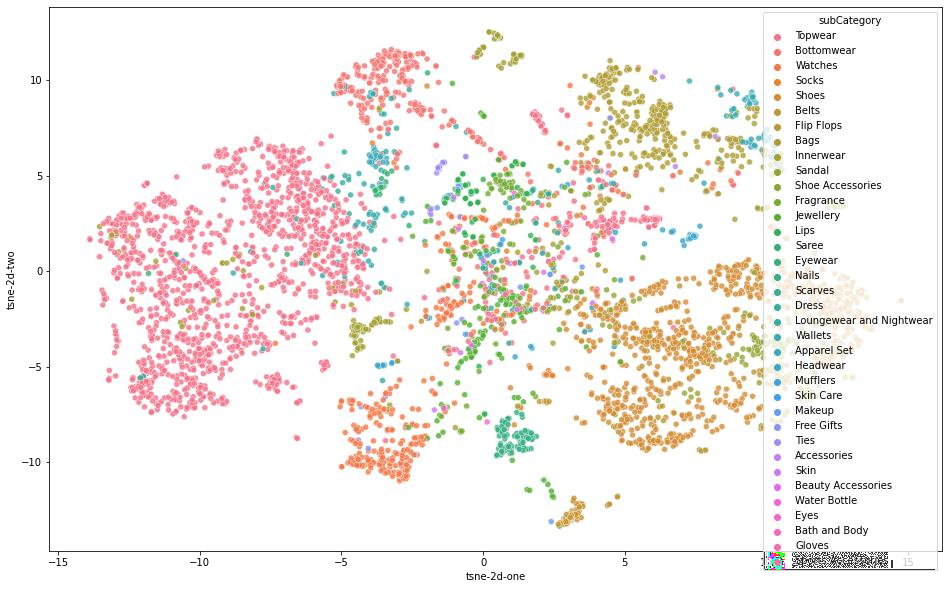 subCategory
Topwear
Bottomwear
Watches
Socks
Shoes
Belts
Flip Flops
Bags
Innerwear
Sandal
Shoe Accessories
Fragrance
Jewellery
Lips
Saree
Eyewear
Nails
Scarves
Dress
Loungewear and Nightwear
Wallets
Apparel Set
Headwear
Mufflers
Skin Care
Makeup
Free Gifts
Ties
Accessories
Skin
Beauty Accessories
Water Bottle
Eyes
Bath and Body
Gloves
10
5
0
−5
−10
tsne-2d-two
−15 −10 −5 0 5 15
tsne-2d-one